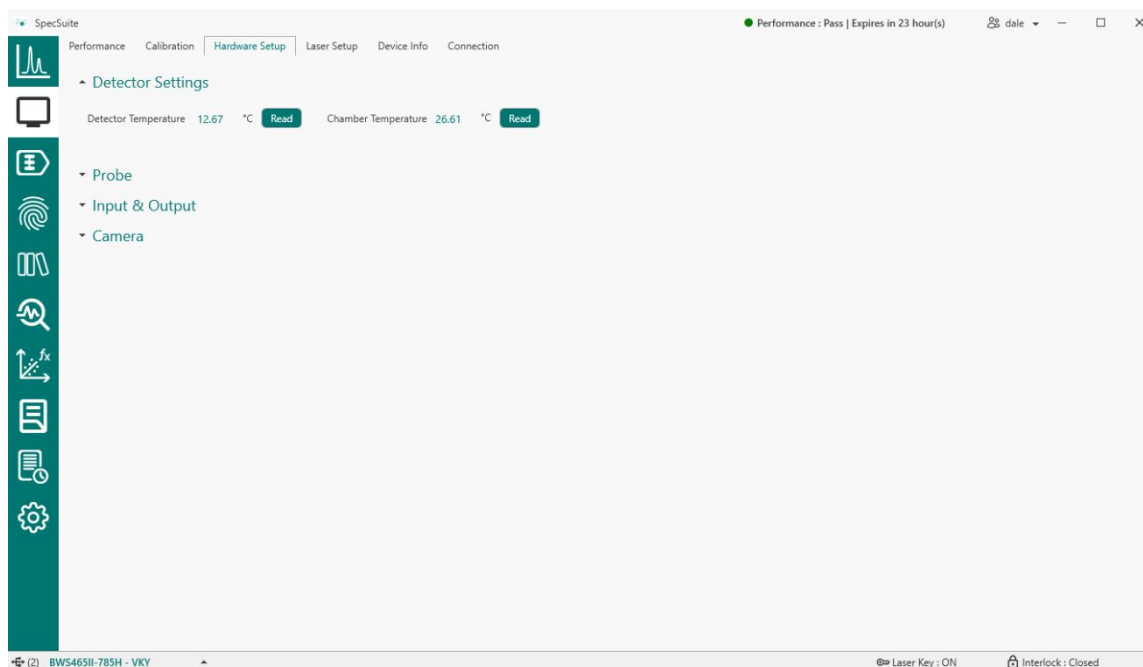 SpecSuite
Performance : Pass | Expires in 23 hour(s)
dale
Performance Calibration Hardware Setup Laser Setup Device Info Connection
Detector Settings
Detector Temperature 12.67 °C Read Chamber Temperature 26.61 °C Read
Probe
Input & Output
Camera
fx
(2) BWS465II-785H - VKY
Laser Key : ON
Interlock : Closed